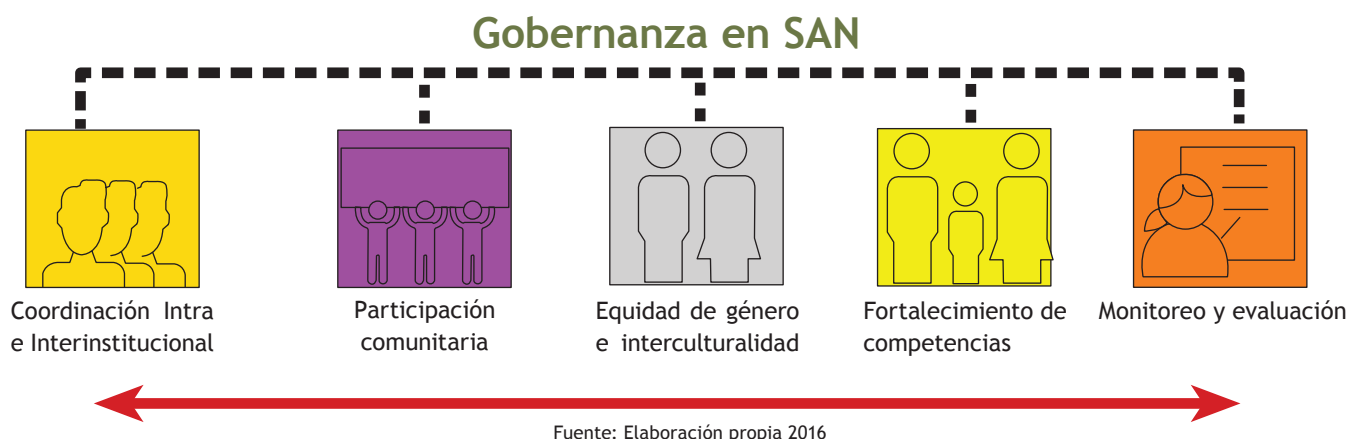 Gobernanza en SAN
Coordinación Intra
e Interinstitucional
Participación
comunitaria
Equidad de género
e interculturalidad
Fortalecimiento de
competencias
Monitoreo y evaluación
Fuente: Elaboración propia 2016